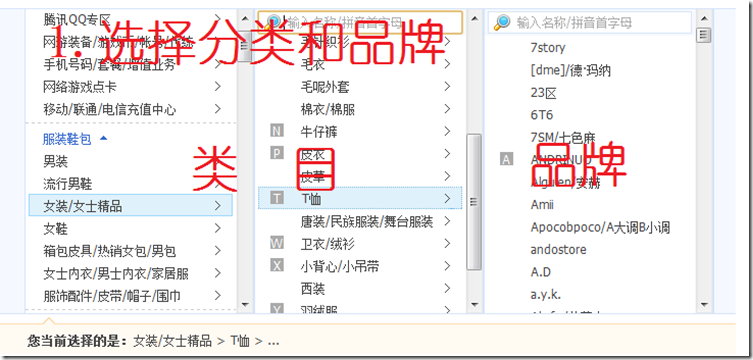 1. 选择分类和品牌
腾讯QQ专区
网游装备/游戏币/帐号/代练
手机号码/套餐/增值业务
网络游戏点卡
移动/联通/电信充值中心
服装鞋包
男装
流行男鞋
女装/女士精品
女鞋
箱包皮具/热销女包/男包
女士内衣/男士内衣/家居服
服饰配件/皮带/帽子/围巾
类目
输入名称/拼音首字母
毛针织衫
毛衣
毛呢外套
棉衣/棉服
N 牛仔裤
P 皮衣
皮草
T T恤
唐装/民族服装/舞台服装
W 卫衣/绒衫
X 小背心/小吊带
西装
Y 羽绒服
品牌
输入名称/拼音首字母
7story
[dme]/德·玛纳
23区
6T6
7SM/七色麻
A ANDRINUO
Alguien/安赫
Amii
Apocobpoco/A大调B小调
andostore
A.D
a.y.k.
您当前选择的是：女装/女士精品 > T恤 > ...